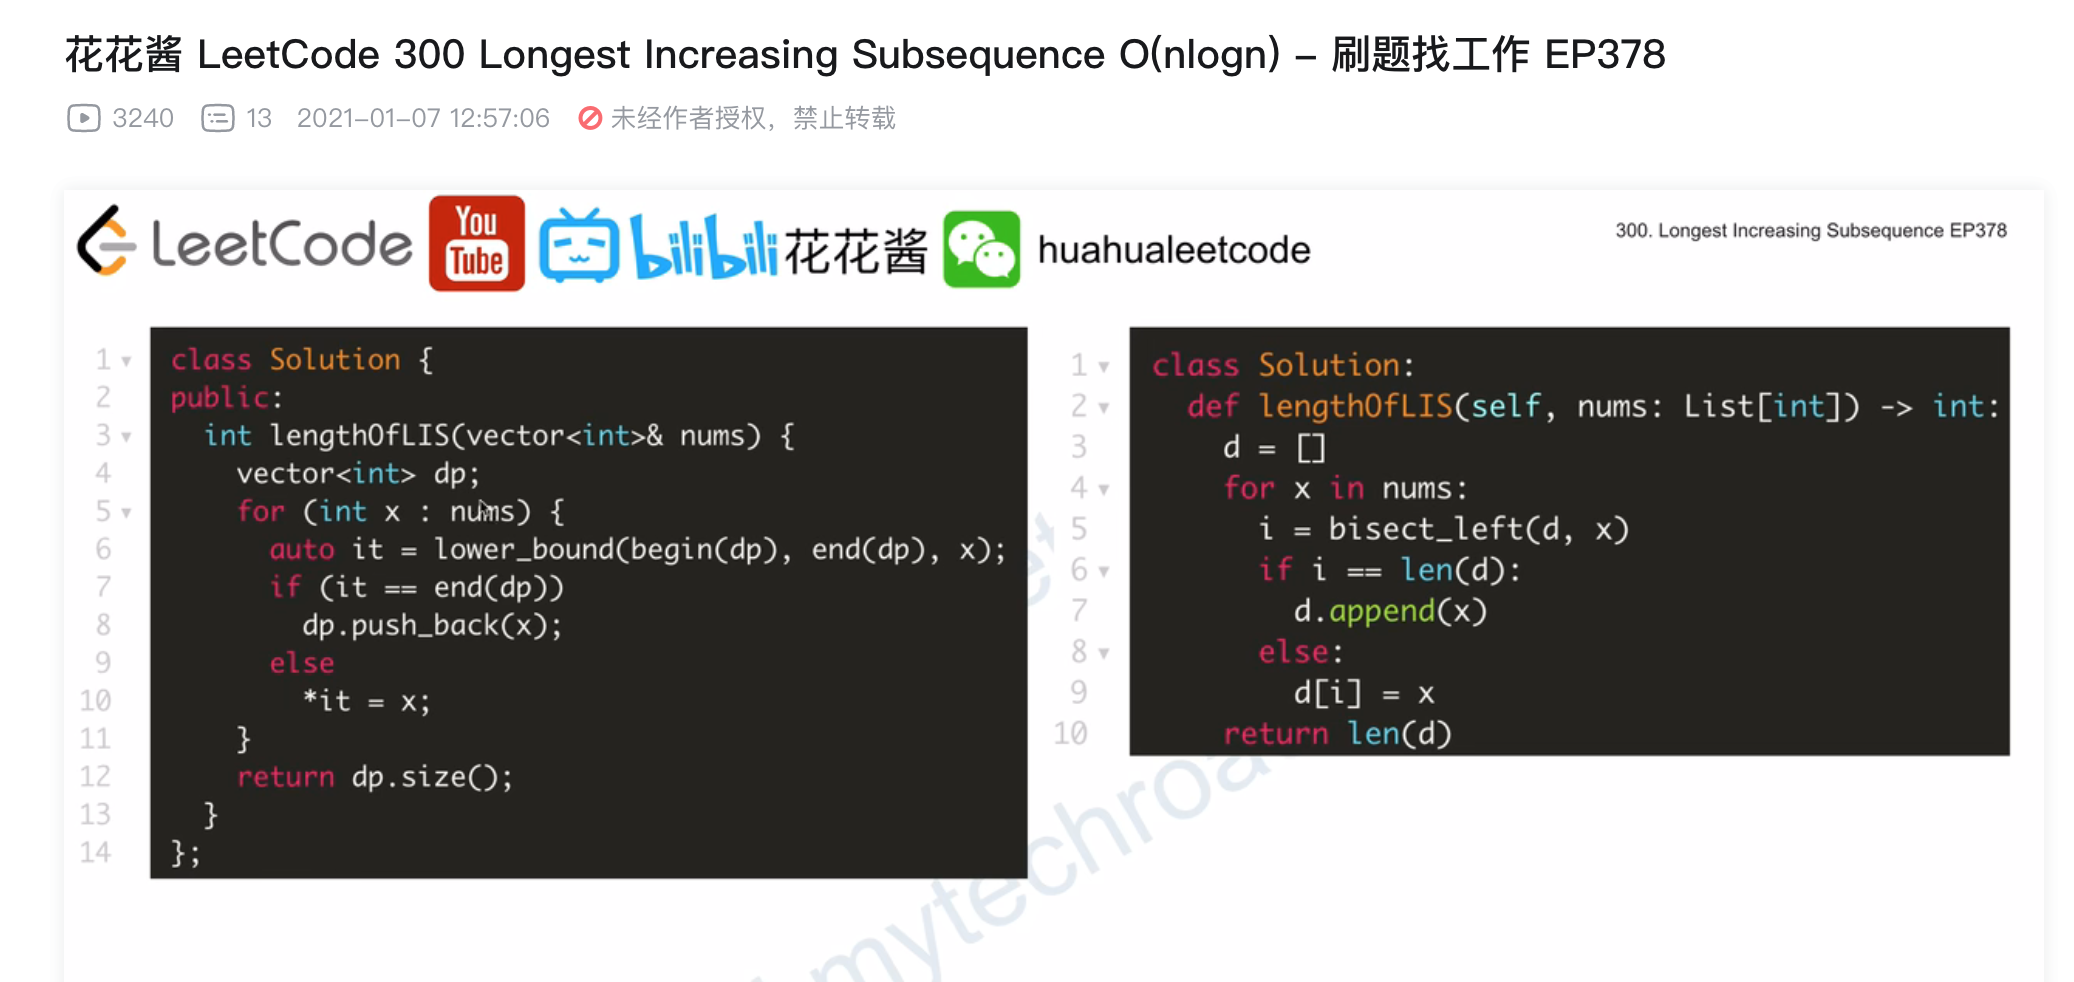 花花酱 LeetCode 300 Longest Increasing Subsequence O(nlogn) – 刷题找工作 EP378
3240 13 2021-01-07 12:57:06 未经作者授权，禁止转载
LeetCode You Tube bilibili 花花酱 huahualeetcode
300. Longest Increasing Subsequence EP378
1 class Solution {
2 public:
3 int lengthOfLIS(vector<int>& nums) {
4 vector<int> dp;
5 for (int x : nums) {
6 auto it = lower_bound(begin(dp), end(dp), x);
7 if (it == end(dp))
8 dp.push_back(x);
9 else
10 *it = x;
11 }
12 return dp.size();
13 }
14 };
1 class Solution:
2 def lengthOfLIS(self, nums: List[int]) -> int:
3 d = []
4 for x in nums:
5 i = bisect_left(d, x)
6 if i == len(d):
7 d.append(x)
8 else:
9 d[i] = x
10 return len(d)
mytechroa